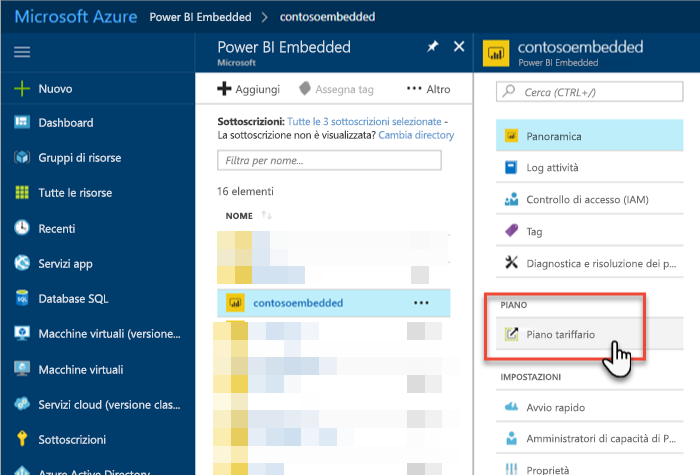 Microsoft Azure Power BI Embedded > contosoembedded
Nuovo
Dashboard
Gruppi di risorse
Tutte le risorse
Recenti
Servizi app
Database SQL
Macchine virtuali (versione...
Macchine virtuali
Servizi cloud (versione clas...
Sottoscrizioni
Azure Active Directory
Power BI Embedded
Microsoft
Aggiungi Assegna tag ••• Altro
Sottoscrizioni: Tutte le 3 sottoscrizioni selezionate -
La sottoscrizione non è visualizzata? Cambia directory
Filtra per nome...
16 elementi
NOME
contosoembedded •••
contosoembedded
Power BI Embedded
Cerca (CTRL+/)
Panoramica
Log attività
Controllo di accesso (IAM)
Tag
Diagnostica e risoluzione dei p...
PIANO
Piano tariffario
IMPOSTAZIONI
Avvio rapido
Amministratori di capacità di P...
Proprietà